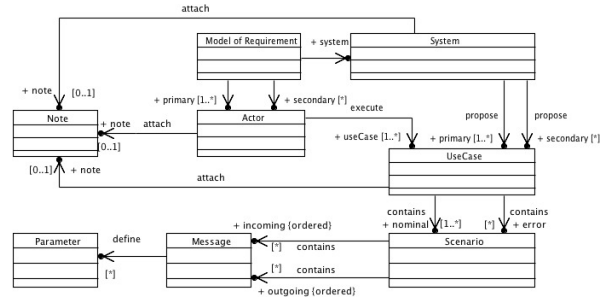 attach
Model of Requirement
+ system
System
+ note
[0..1]
+ primary [1..*]
+ secondary [*]
propose
propose
Note
+ note
attach
Actor
execute
[0..1]
+ useCase [1..*]
+ primary [1..*]
+ secondary [*]
[0..1]
+ note
UseCase
attach
contains
+ nominal
[1..*]
[*]
contains
+ error
+ incoming {ordered}
Parameter
define
Message
[*]
contains
Scenario
[*]
[*]
contains
+ outgoing {ordered}